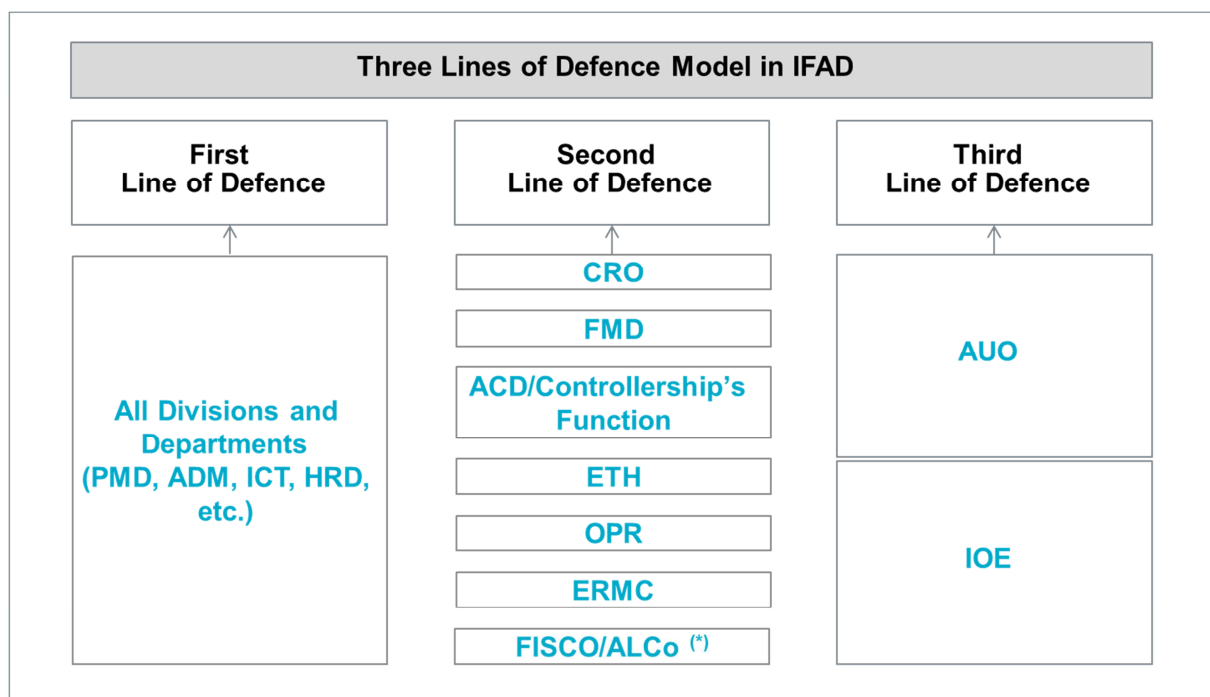 Three Lines of Defence Model in IFAD
First
Line of Defence
Second
Line of Defence
Third
Line of Defence
All Divisions and
Departments
(PMD, ADM, ICT, HRD,
etc.)
CRO
FMD
ACD/Controllership's
Function
ETH
OPR
ERMC
FISCO/ALCo (*)
AUO
IOE